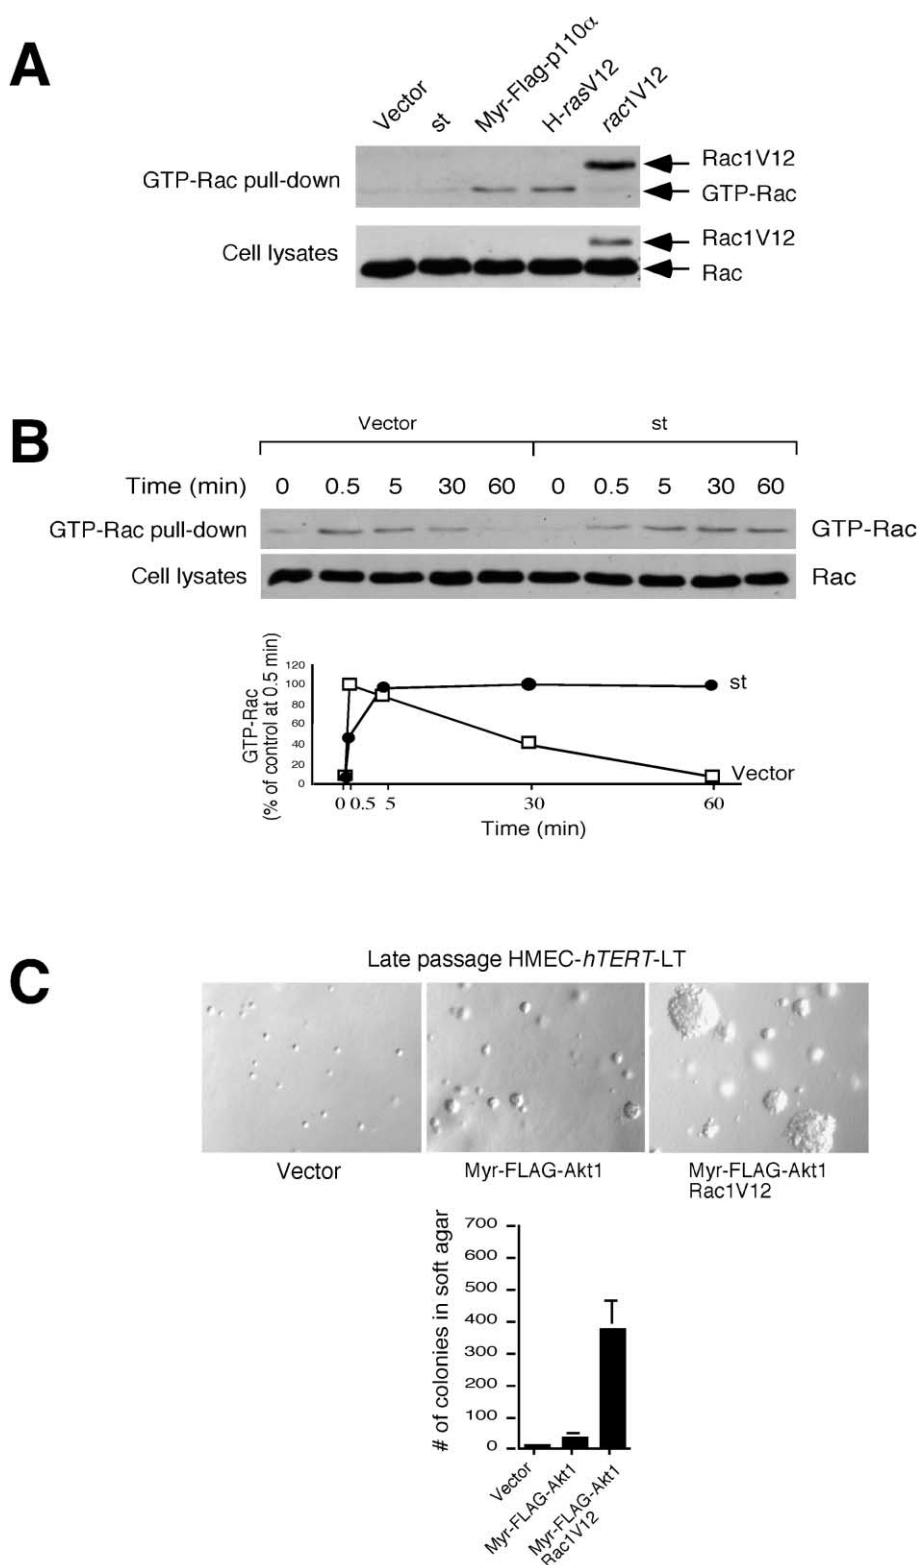 A
Vector
st
Myr-Flag-p110α
H-rasV12
rac1V12
GTP-Rac pull-down
Rac1V12
GTP-Rac
Cell lysates
Rac1V12
Rac
B
Vector
st
Time (min) 0 0.5 5 30 60 0 0.5 5 30 60
GTP-Rac pull-down
GTP-Rac
Cell lysates
Rac
GTP-Rac
(% of control at 0.5 min)
120
100
80
60
40
20
0
st
Vector
0 0.5 5 30 60
Time (min)
C
Late passage HMEC-hTERT-LT
Vector
Myr-FLAG-Akt1
Myr-FLAG-Akt1
Rac1V12
# of colonies in soft agar
700
600
500
400
300
200
100
0
Vector
Myr-FLAG-Akt1
Myr-FLAG-Akt1
Rac1V12